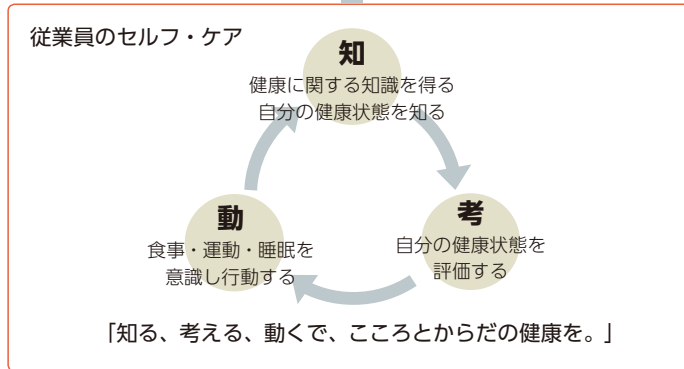 従業員のセルフ・ケア
知
健康に関する知識を得る
自分の健康状態を知る
考
自分の健康状態を
評価する
動
食事・運動・睡眠を
意識し行動する
「知る、考える、動くで、こころとからだの健康を。」